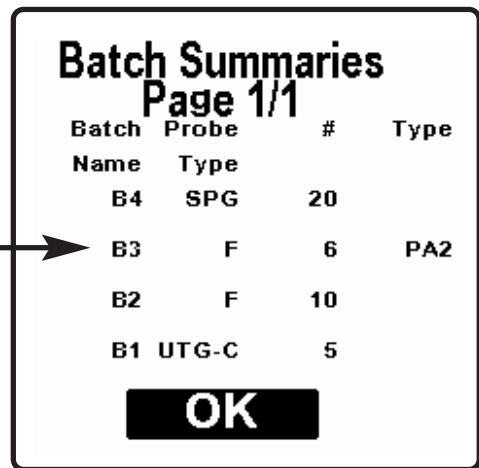 Batch Summaries
Page 1/1
Batch Probe # Type
Name Type
B4 SPG 20
B3 F 6 PA2
B2 F 10
B1 UTG-C 5
OK